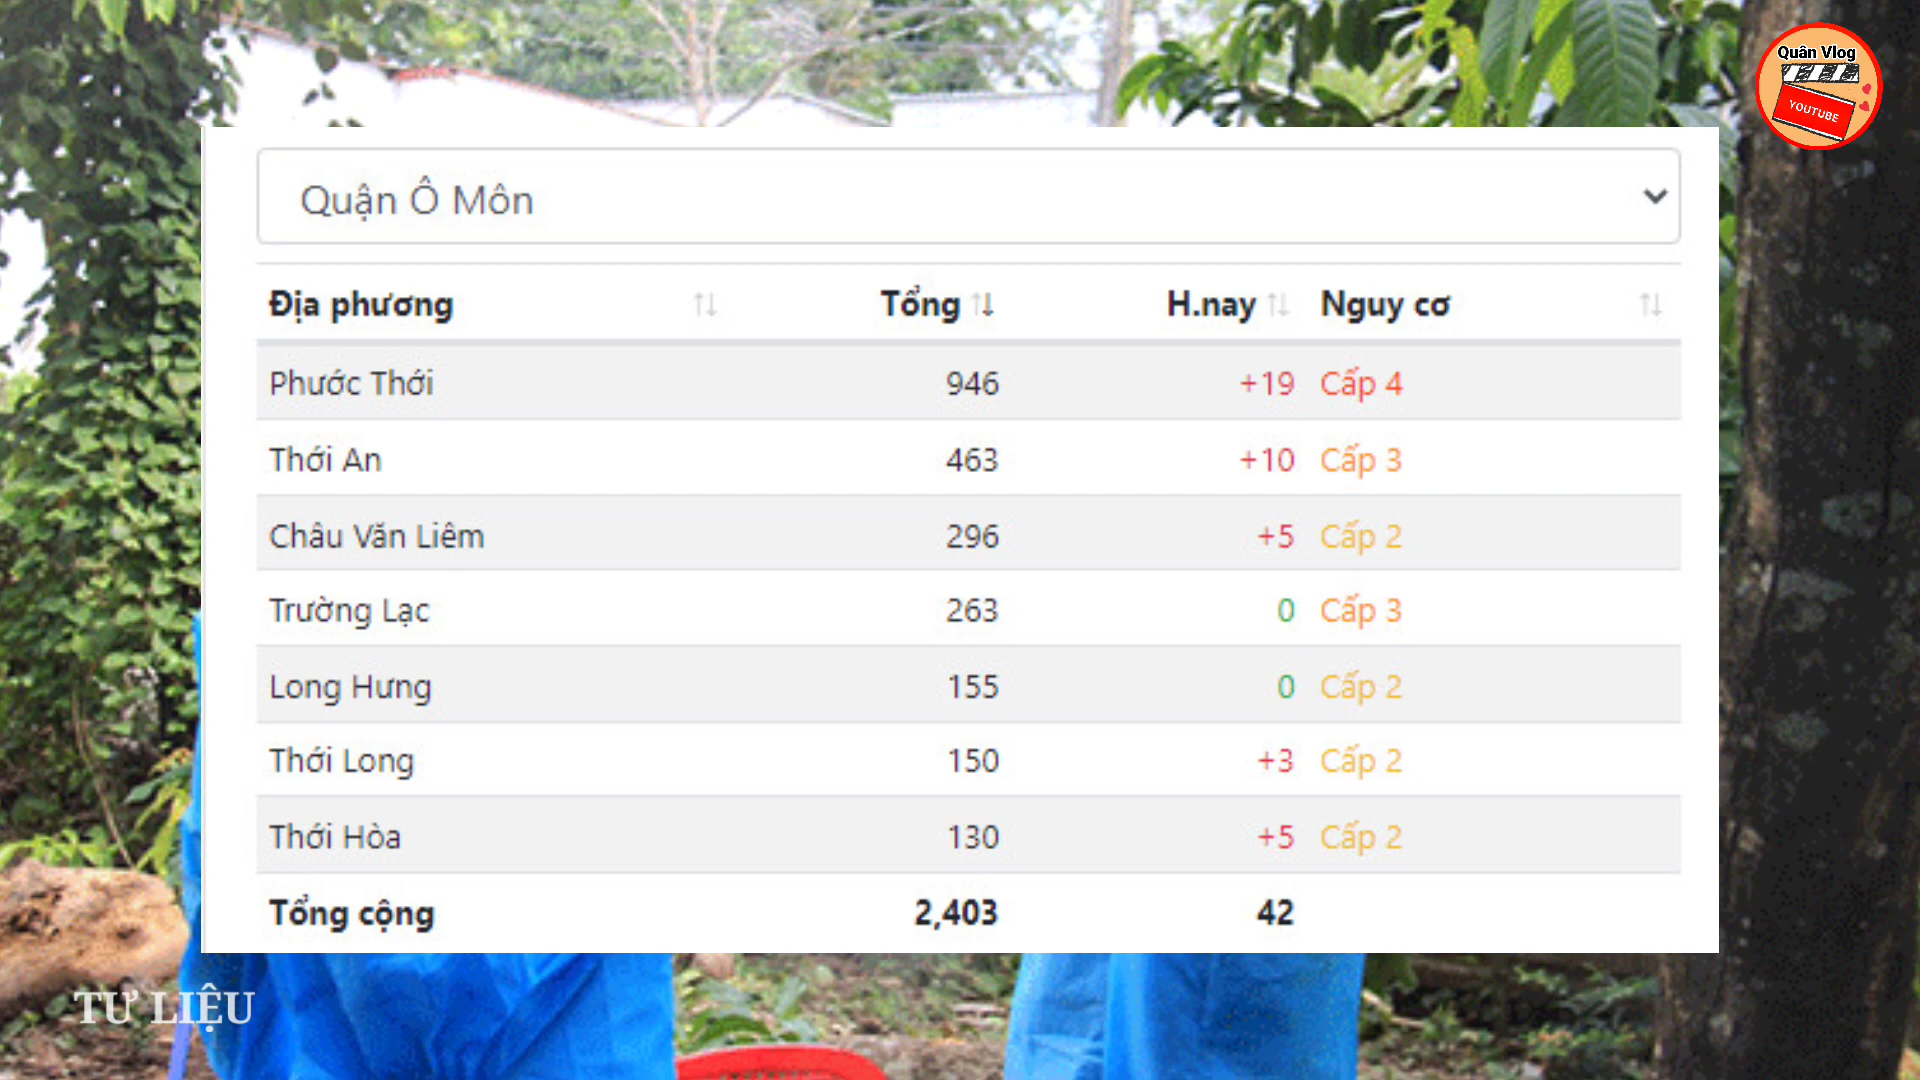 Quân Vlog
YOUTUBE
Quận Ô Môn
Địa phương Tổng H.nay Nguy cơ
Phước Thới 946 +19 Cấp 4
Thới An 463 +10 Cấp 3
Châu Văn Liêm 296 +5 Cấp 2
Trường Lạc 263 0 Cấp 3
Long Hưng 155 0 Cấp 2
Thới Long 150 +3 Cấp 2
Thới Hòa 130 +5 Cấp 2
Tổng cộng 2,403 42
TƯ LIỆU